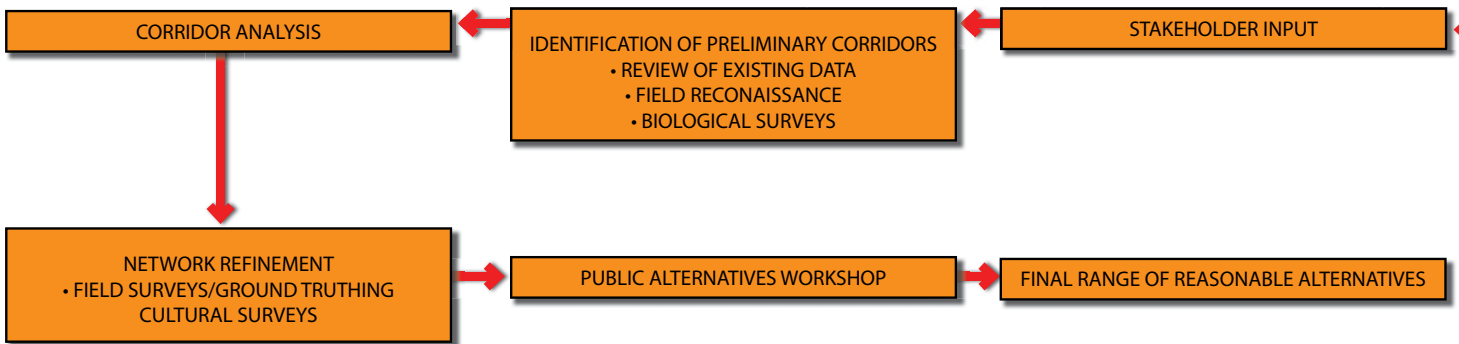 CORRIDOR ANALYSIS
IDENTIFICATION OF PRELIMINARY CORRIDORS
• REVIEW OF EXISTING DATA
• FIELD RECONAISSANCE
• BIOLOGICAL SURVEYS
STAKEHOLDER INPUT
NETWORK REFINEMENT
• FIELD SURVEYS/GROUND TRUTHING
CULTURAL SURVEYS
PUBLIC ALTERNATIVES WORKSHOP
FINAL RANGE OF REASONABLE ALTERNATIVES